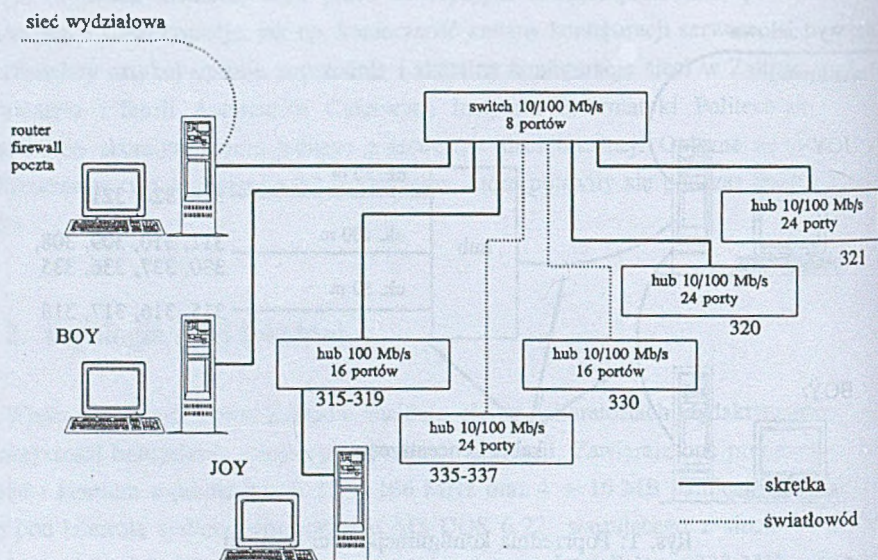 sieć wydziałowa
router
firewall
poczta
switch 10/100 Mb/s
8 portów
hub 10/100 Mb/s
24 porty
321
hub 10/100 Mb/s
24 porty
320
BOY
hub 100 Mb/s
16 portów
315-319
hub 10/100 Mb/s
16 portów
330
hub 10/100 Mb/s
24 porty
335-337
JOY
skrętka
światłowód